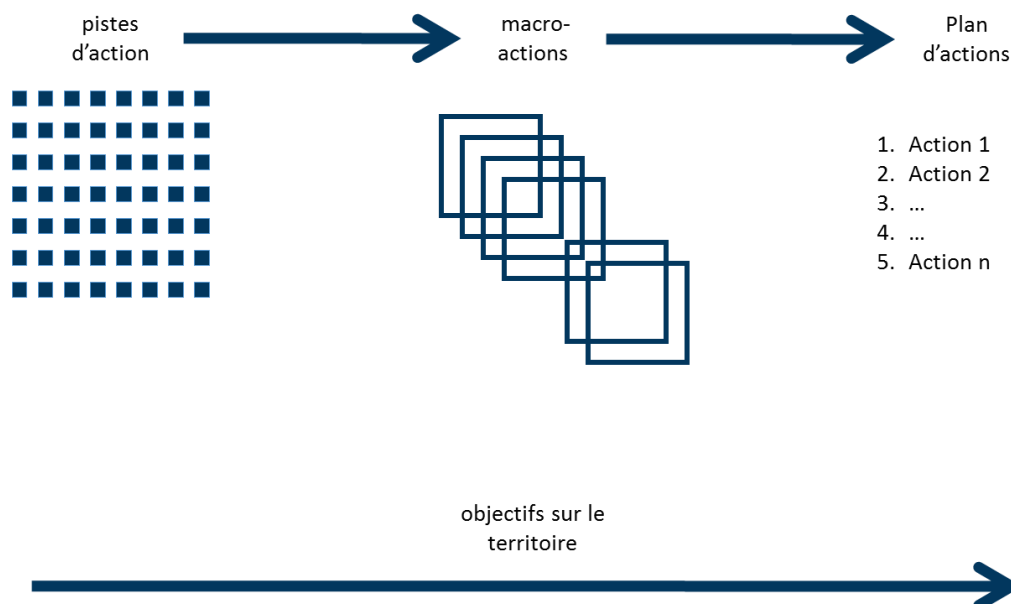 pistes
d’action
macro-
actions
Plan
d’actions
1. Action 1
2. Action 2
3. …
4. …
5. Action n
objectifs sur le
territoire